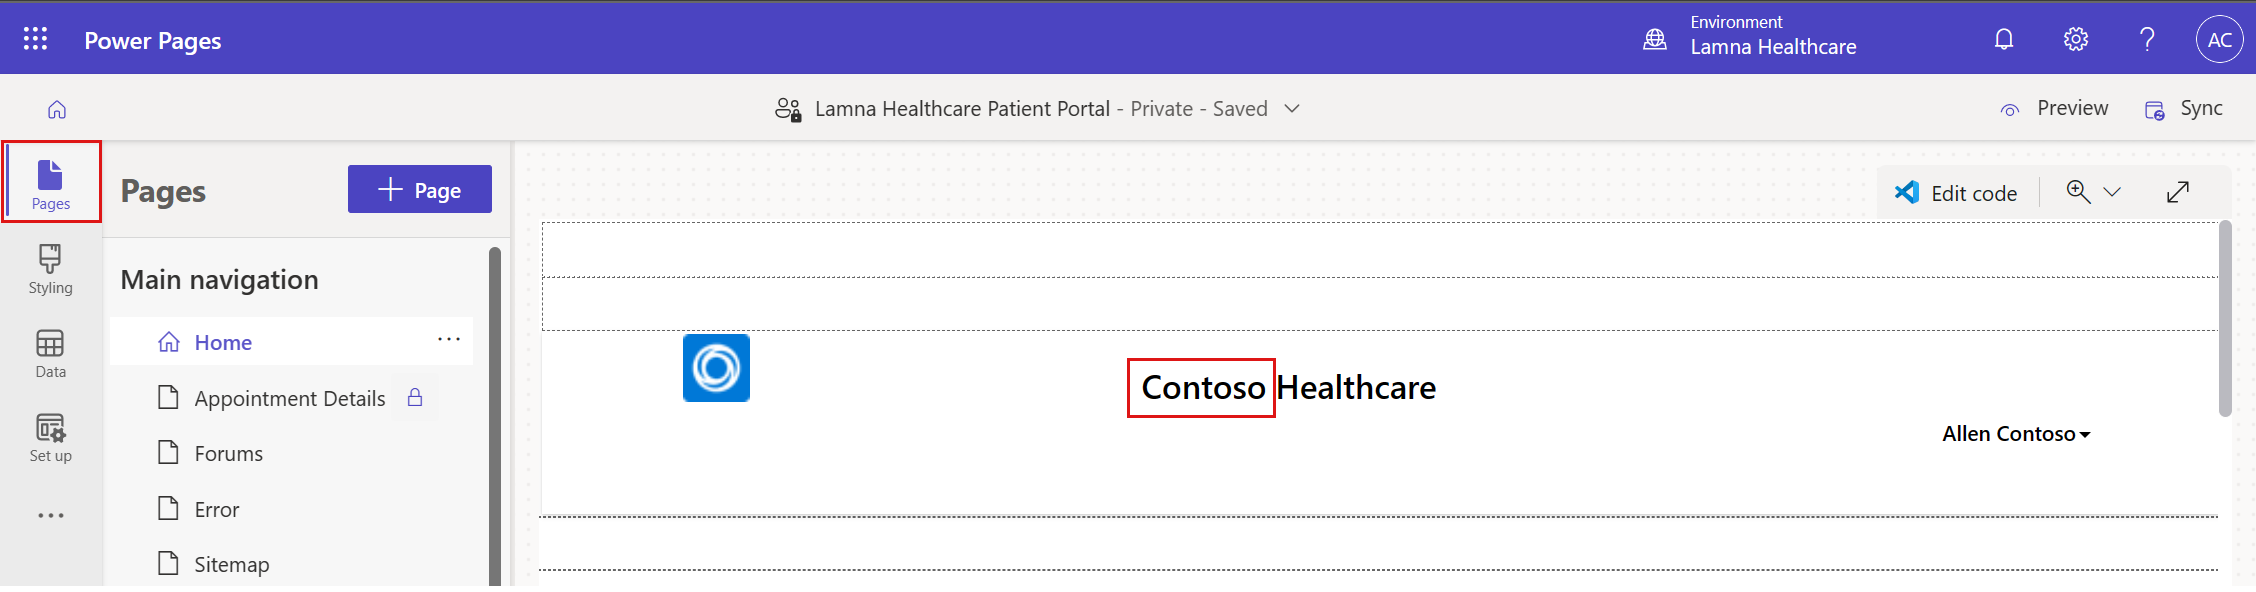 Power Pages
Environment
Lamna Healthcare
AC
Lamna Healthcare Patient Portal - Private - Saved
Preview
Sync
Pages
Styling
Data
Set up
Pages
+ Page
Main navigation
Home
Appointment Details
Forums
Error
Sitemap
Edit code
Contoso Healthcare
Allen Contoso